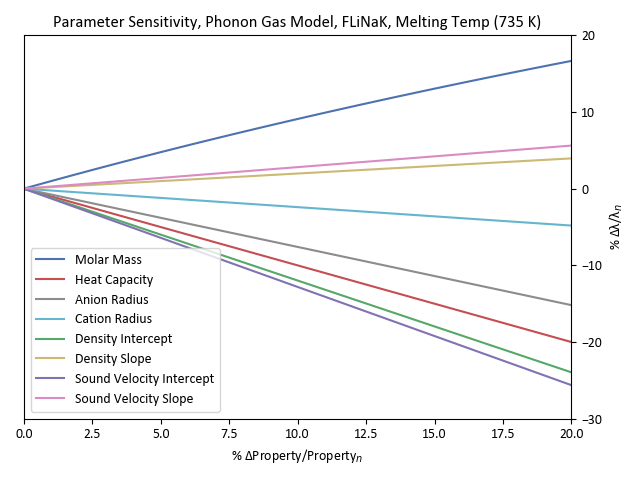 Parameter Sensitivity, Phonon Gas Model, FLiNaK, Melting Temp (735 K)
20
10
0
−10
−20
−30
% Δλ/λn
Molar Mass
Heat Capacity
Anion Radius
Cation Radius
Density Intercept
Density Slope
Sound Velocity Intercept
Sound Velocity Slope
0.0 2.5 5.0 7.5 10.0 12.5 15.0 17.5 20.0
% ΔProperty/Propertyn